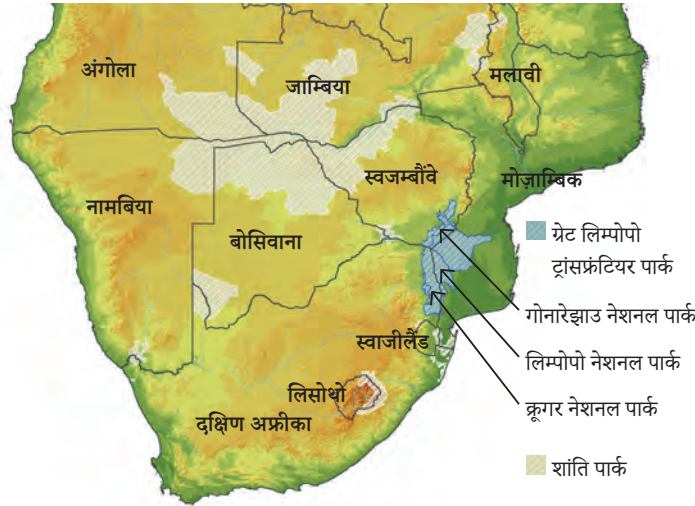 अंगोला
जाम्बिया
मलावी
स्वजम्बौंवे
मोज़ाम्बिक
नामबिया
बोसिवाना
ग्रेट लिम्पोपो
ट्रांसफ्रंटियर पार्क
गोनारेझाउ नेशनल पार्क
स्वाजीलैंड
लिम्पोपो नेशनल पार्क
लिसोथो
क्रूगर नेशनल पार्क
दक्षिण अफ्रीका
शांति पार्क